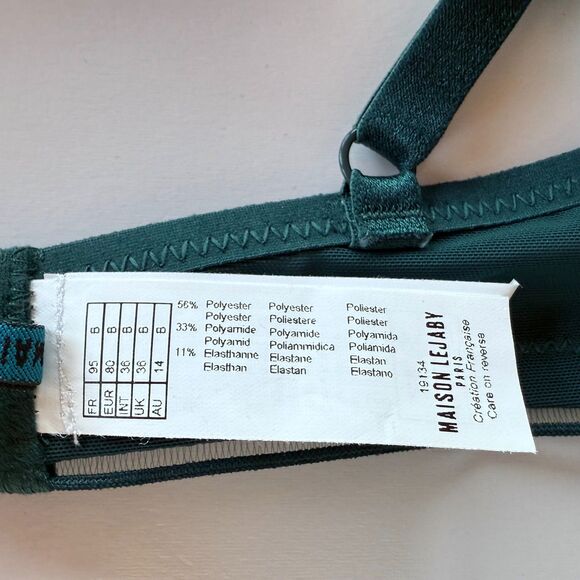 FR 95 B
EUR 80 B
INT 36 B
UK 36 B
AU 14 B
56% Polyester Polyester Poliester
Polyester Poliestere Poliester
33% Polyamide Polyamide Poliamida
Polyamid Poliammidica Poliamida
11% Elasthanne Elastane Elastan
Elasthan Elastan Elastano
19134
MAISON LEJABY
PARIS
Création Française
Care on reverse